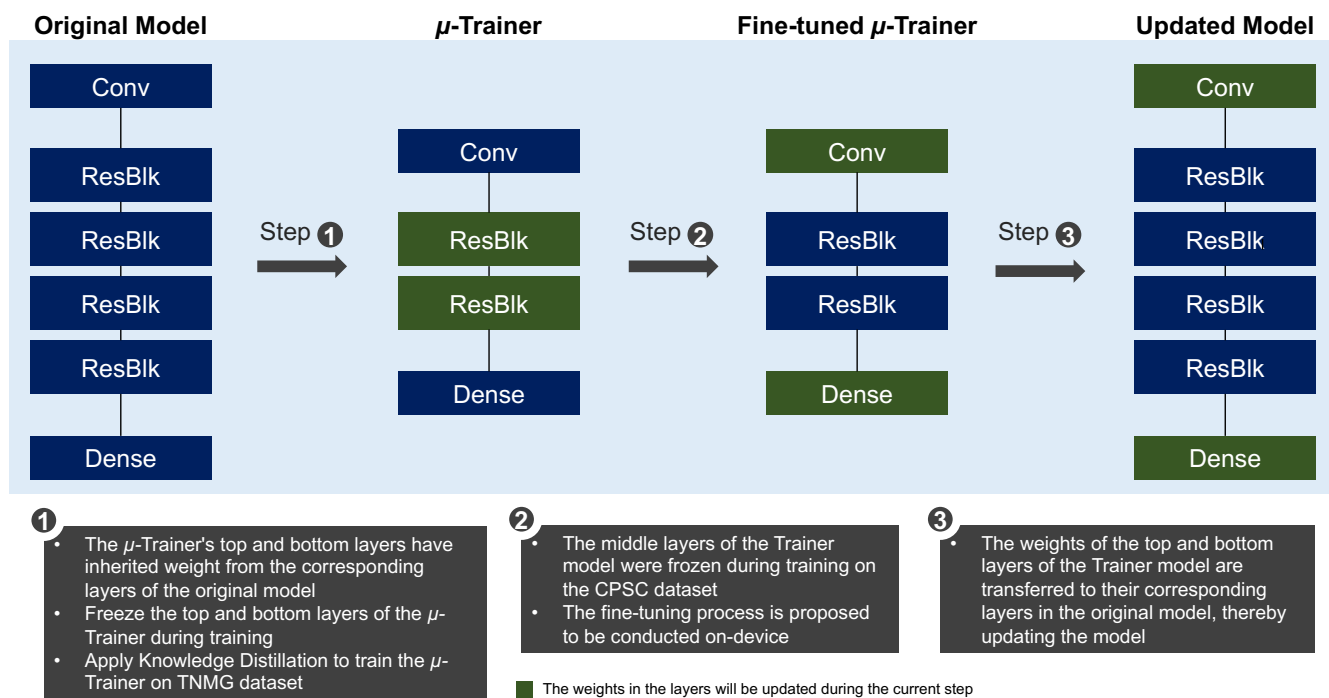 Original Model
μ-Trainer
Fine-tuned μ-Trainer
Updated Model
Conv
ResBlk
ResBlk
ResBlk
ResBlk
Dense
Step 1
Conv
ResBlk
ResBlk
Dense
Step 2
Conv
ResBlk
ResBlk
Dense
Step 3
Conv
ResBlk
ResBlk
ResBlk
ResBlk
Dense
1
• The μ-Trainer's top and bottom layers have
inherited weight from the corresponding
layers of the original model
• Freeze the top and bottom layers of the μ-
Trainer during training
• Apply Knowledge Distillation to train the μ-
Trainer on TNMG dataset
2
• The middle layers of the Trainer
model were frozen during training on
the CPSC dataset
• The fine-tuning process is proposed
to be conducted on-device
3
• The weights of the top and bottom
layers of the Trainer model are
transferred to their corresponding
layers in the original model, thereby
updating the model
The weights in the layers will be updated during the current step